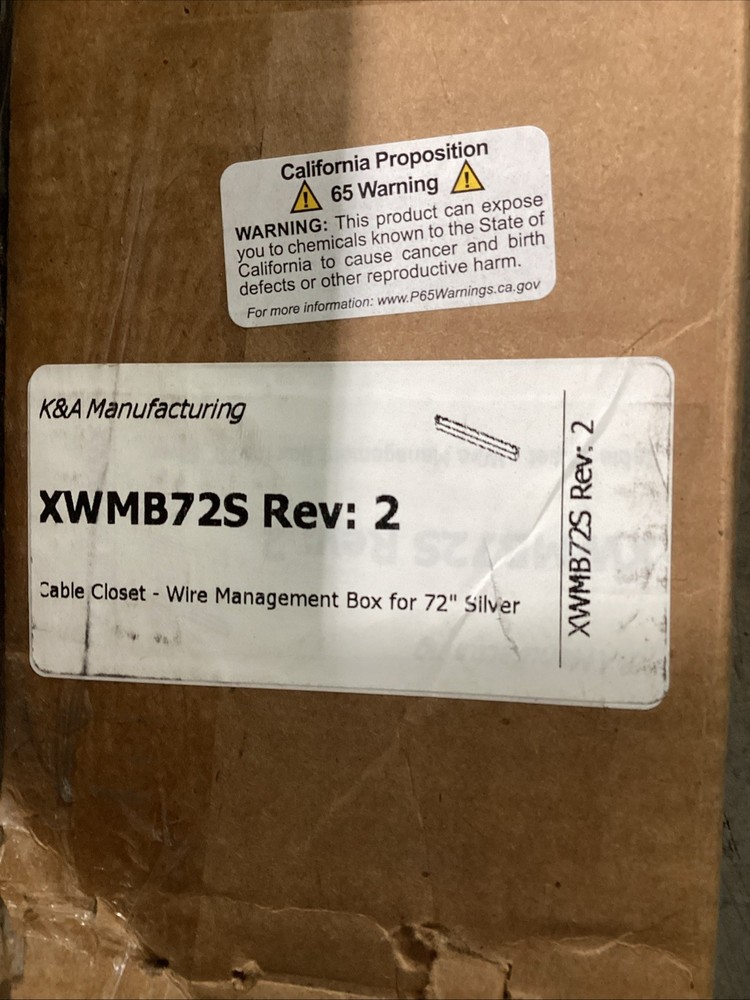 California Proposition
65 Warning
WARNING: This product can expose
you to chemicals known to the State of
California to cause cancer and birth
defects or other reproductive harm.
For more information: www.P65Warnings.ca.gov
K&A Manufacturing
XWMB72S Rev: 2
Cable Closet - Wire Management Box for 72" Silver
XWMB72S Rev: 2